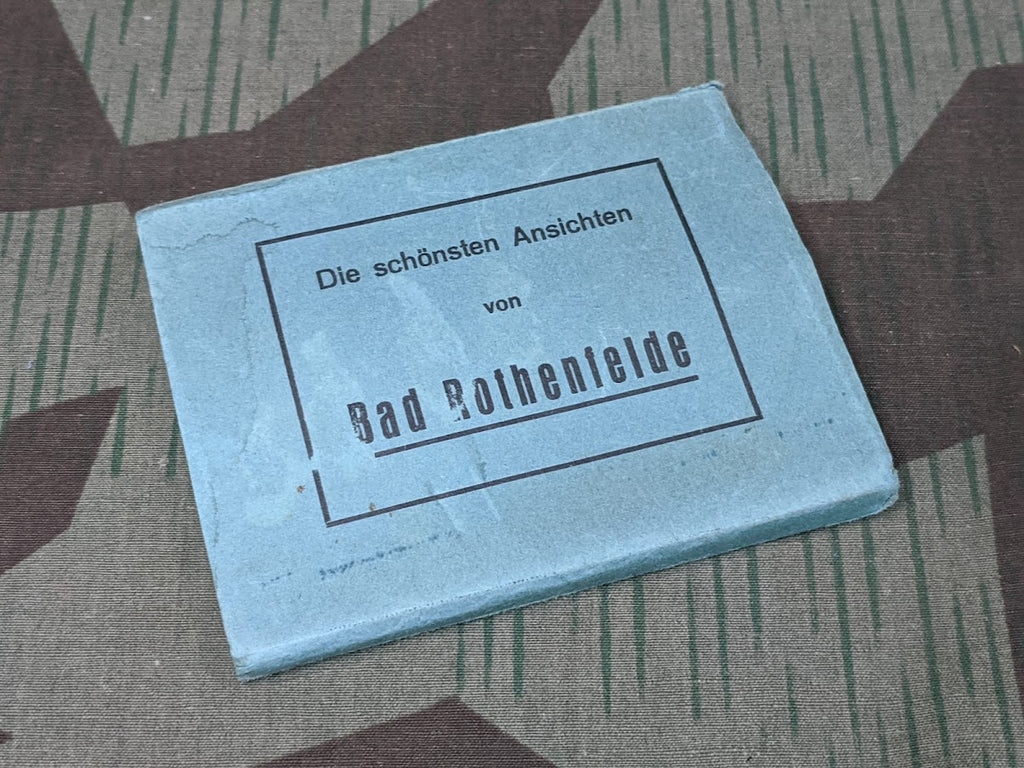 Die schönsten Ansichten
von
Bad Rothenfelde